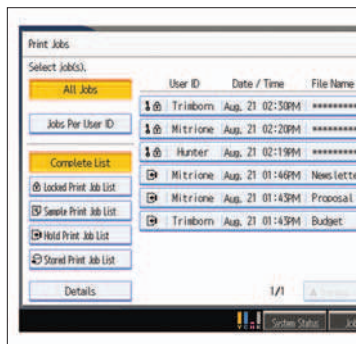 Print Jobs
Select Job(s).
All Jobs
Jobs Per User ID
Complete List
Locked Print Job List
Sample Print Job List
Hold Print Job List
Stored Print Job List
Details
User ID Date / Time File Name
Trimborn Aug. 21 02:30PM *********
Mitrione Aug. 21 02:20PM *********
Hunter Aug. 21 02:19PM *********
Mitrione Aug. 21 01:46PM Newslette
Mitrione Aug. 21 01:43PM Proposal
Trimborn Aug. 21 01:43PM Budget
1/1
Y C M K System Status Jo